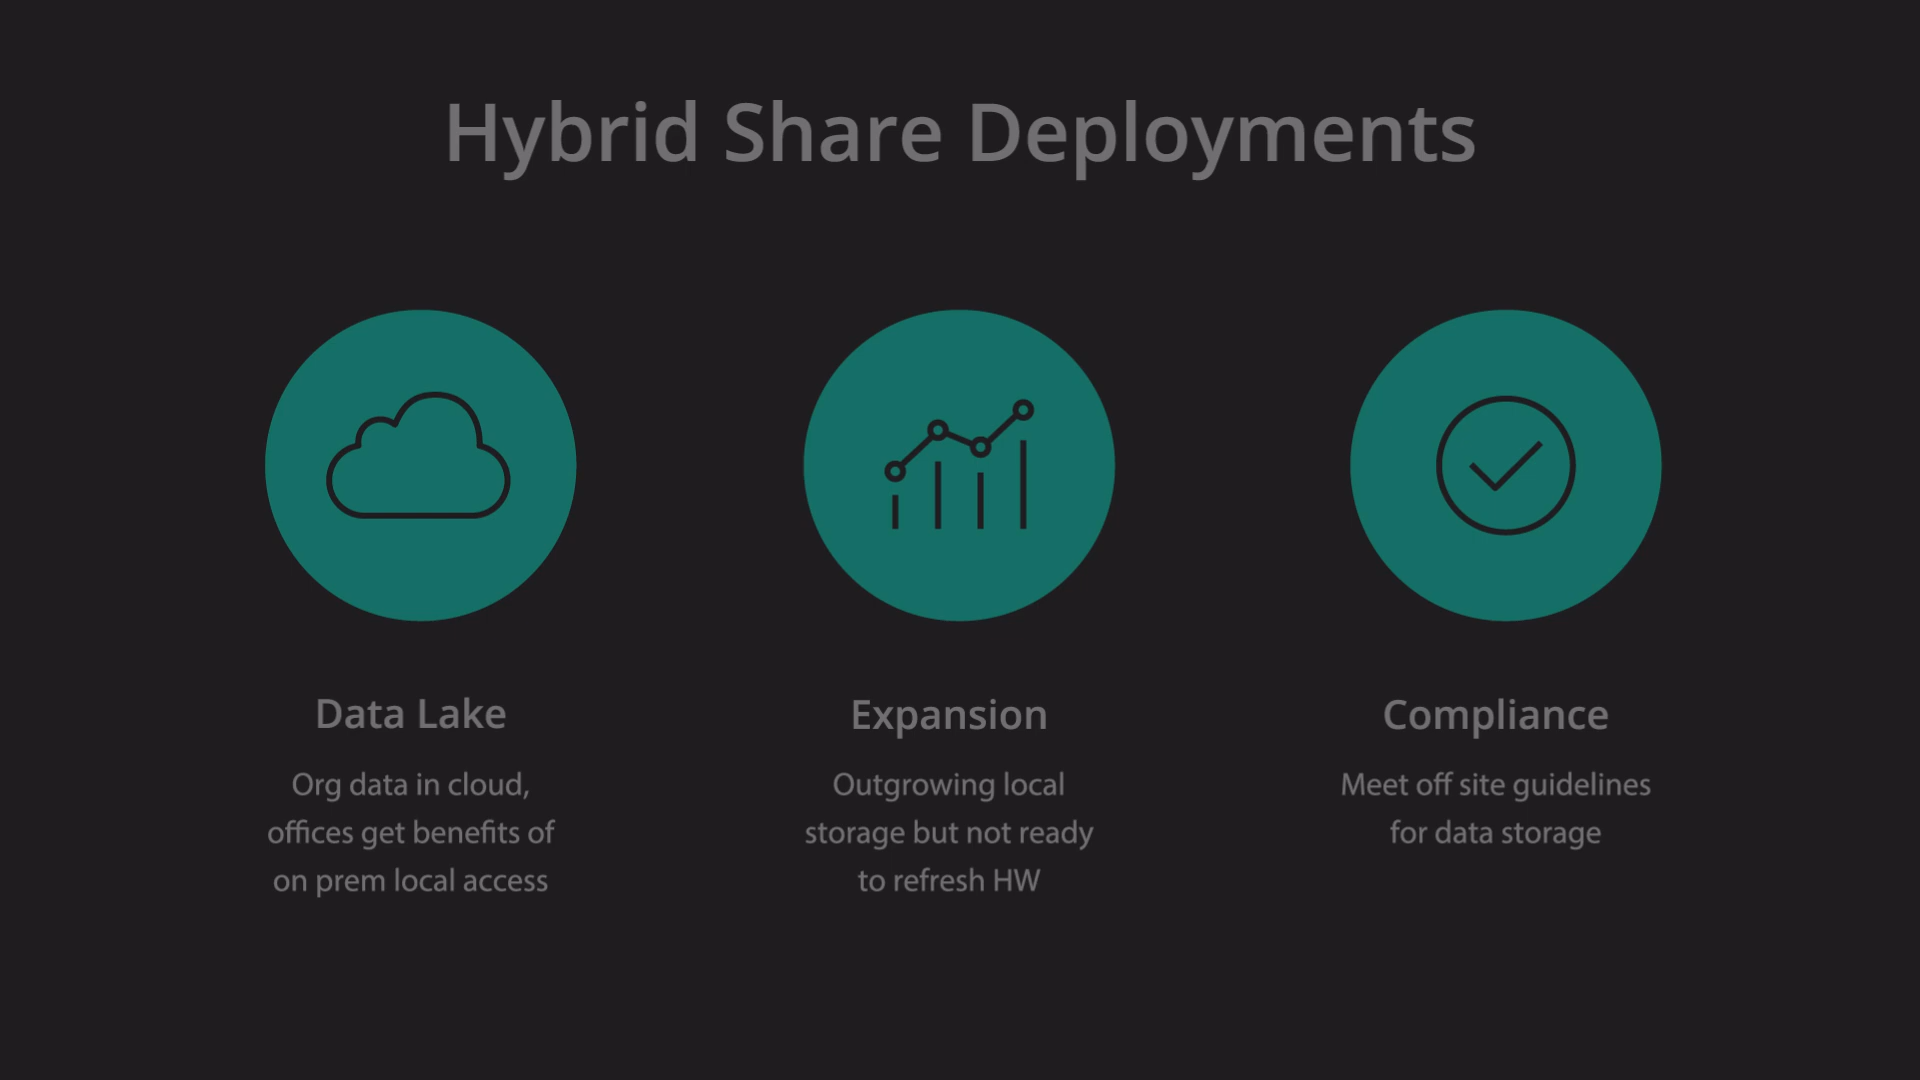 Hybrid Share Deployments
Data Lake
Org data in cloud,
offices get benefits of
on prem local access
Expansion
Outgrowing local
storage but not ready
to refresh HW
Compliance
Meet off site guidelines
for data storage